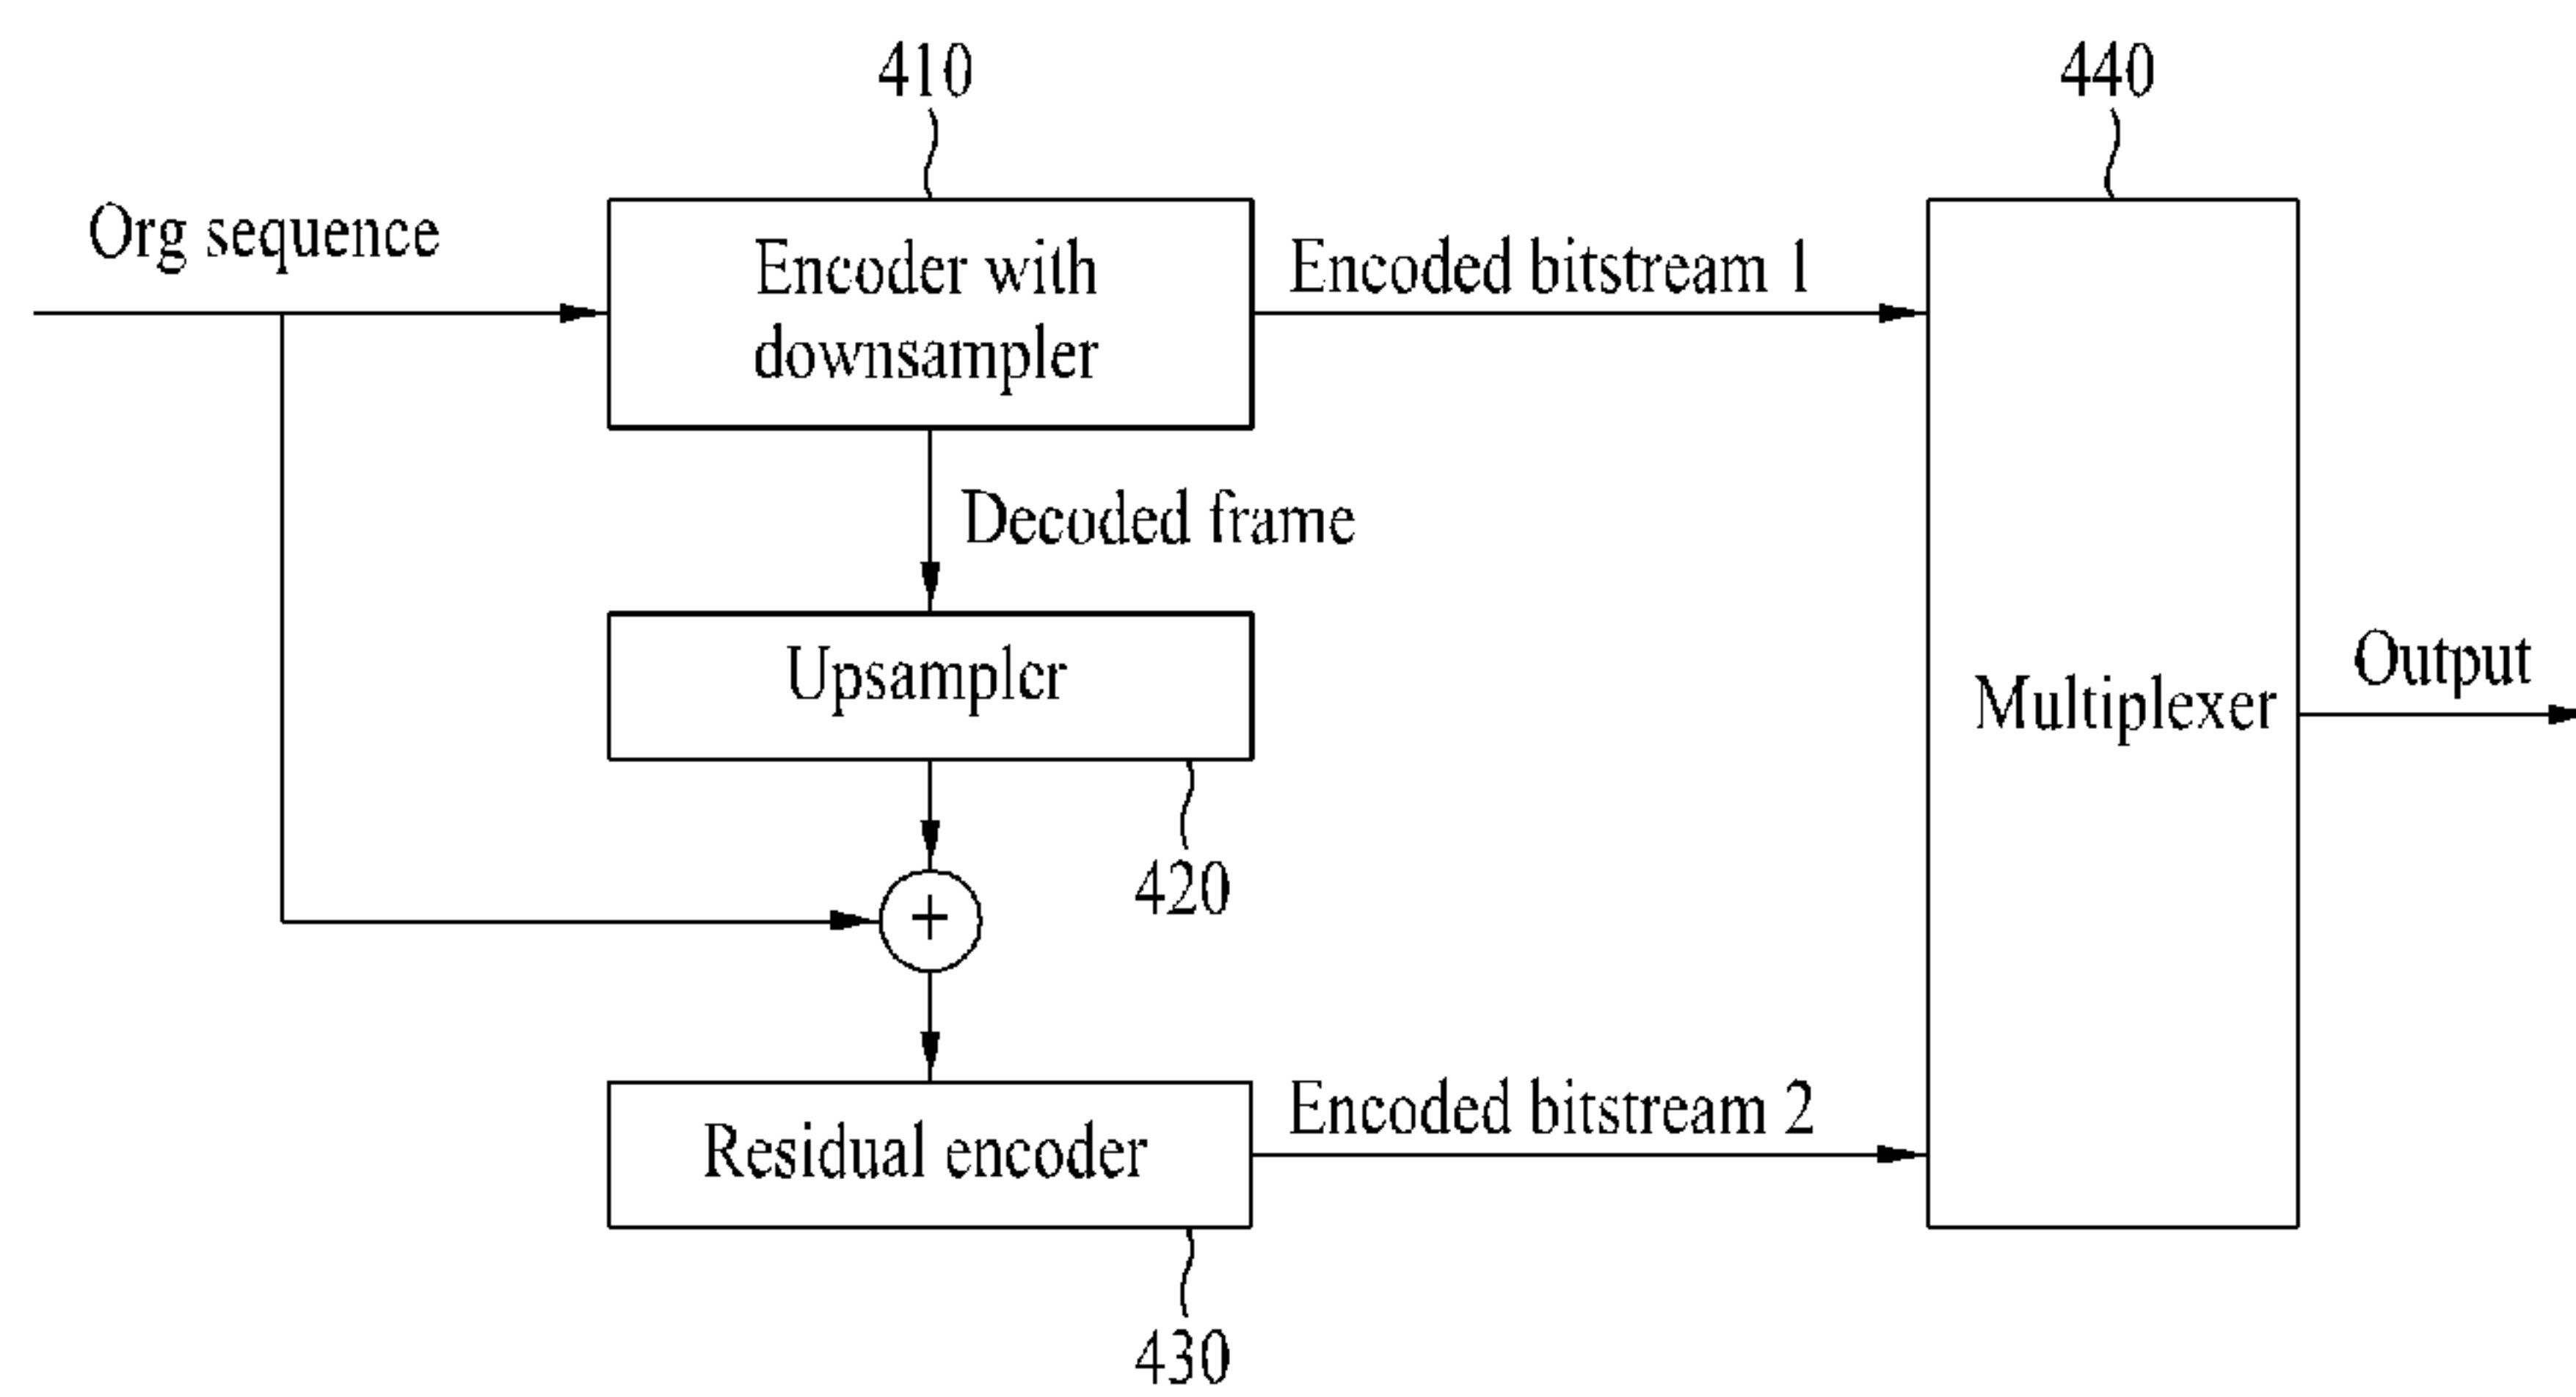 410
440
Org sequence
Encoder with
downsampler
Encoded bitstream 1
Decoded frame
Upsampler
Multiplexer
Output
420
+
Residual encoder
Encoded bitstream 2
430